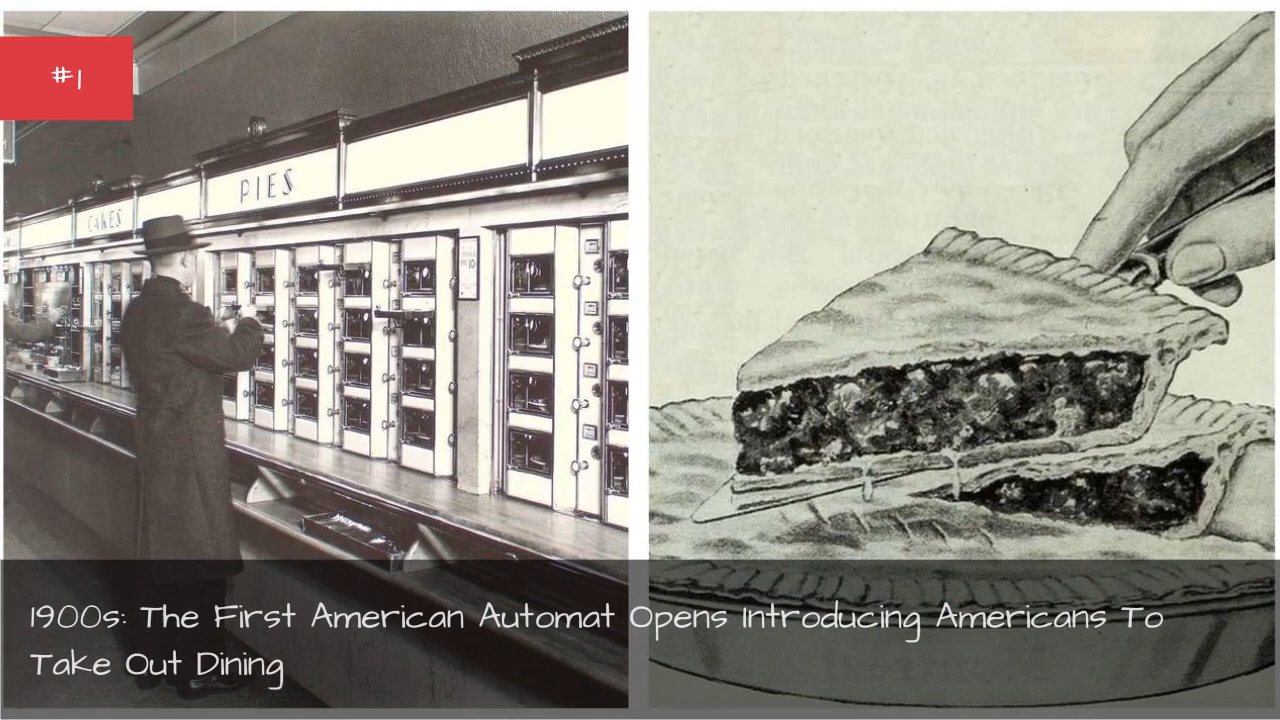 #1
PIES
CAKES
1900s: The First American Automat Opens Introducing Americans To
Take Out Dining